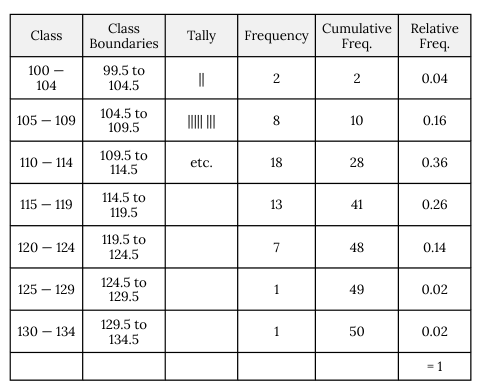 Class
Class
Boundaries
Tally
Frequency
Cumulative
Freq.
Relative
Freq.
100 —
104
99.5 to
104.5
||
2
2
0.04
105 — 109
104.5 to
109.5
||||| |||
8
10
0.16
110 — 114
109.5 to
114.5
etc.
18
28
0.36
115 — 119
114.5 to
119.5
13
41
0.26
120 — 124
119.5 to
124.5
7
48
0.14
125 — 129
124.5 to
129.5
1
49
0.02
130 — 134
129.5 to
134.5
1
50
0.02
= 1